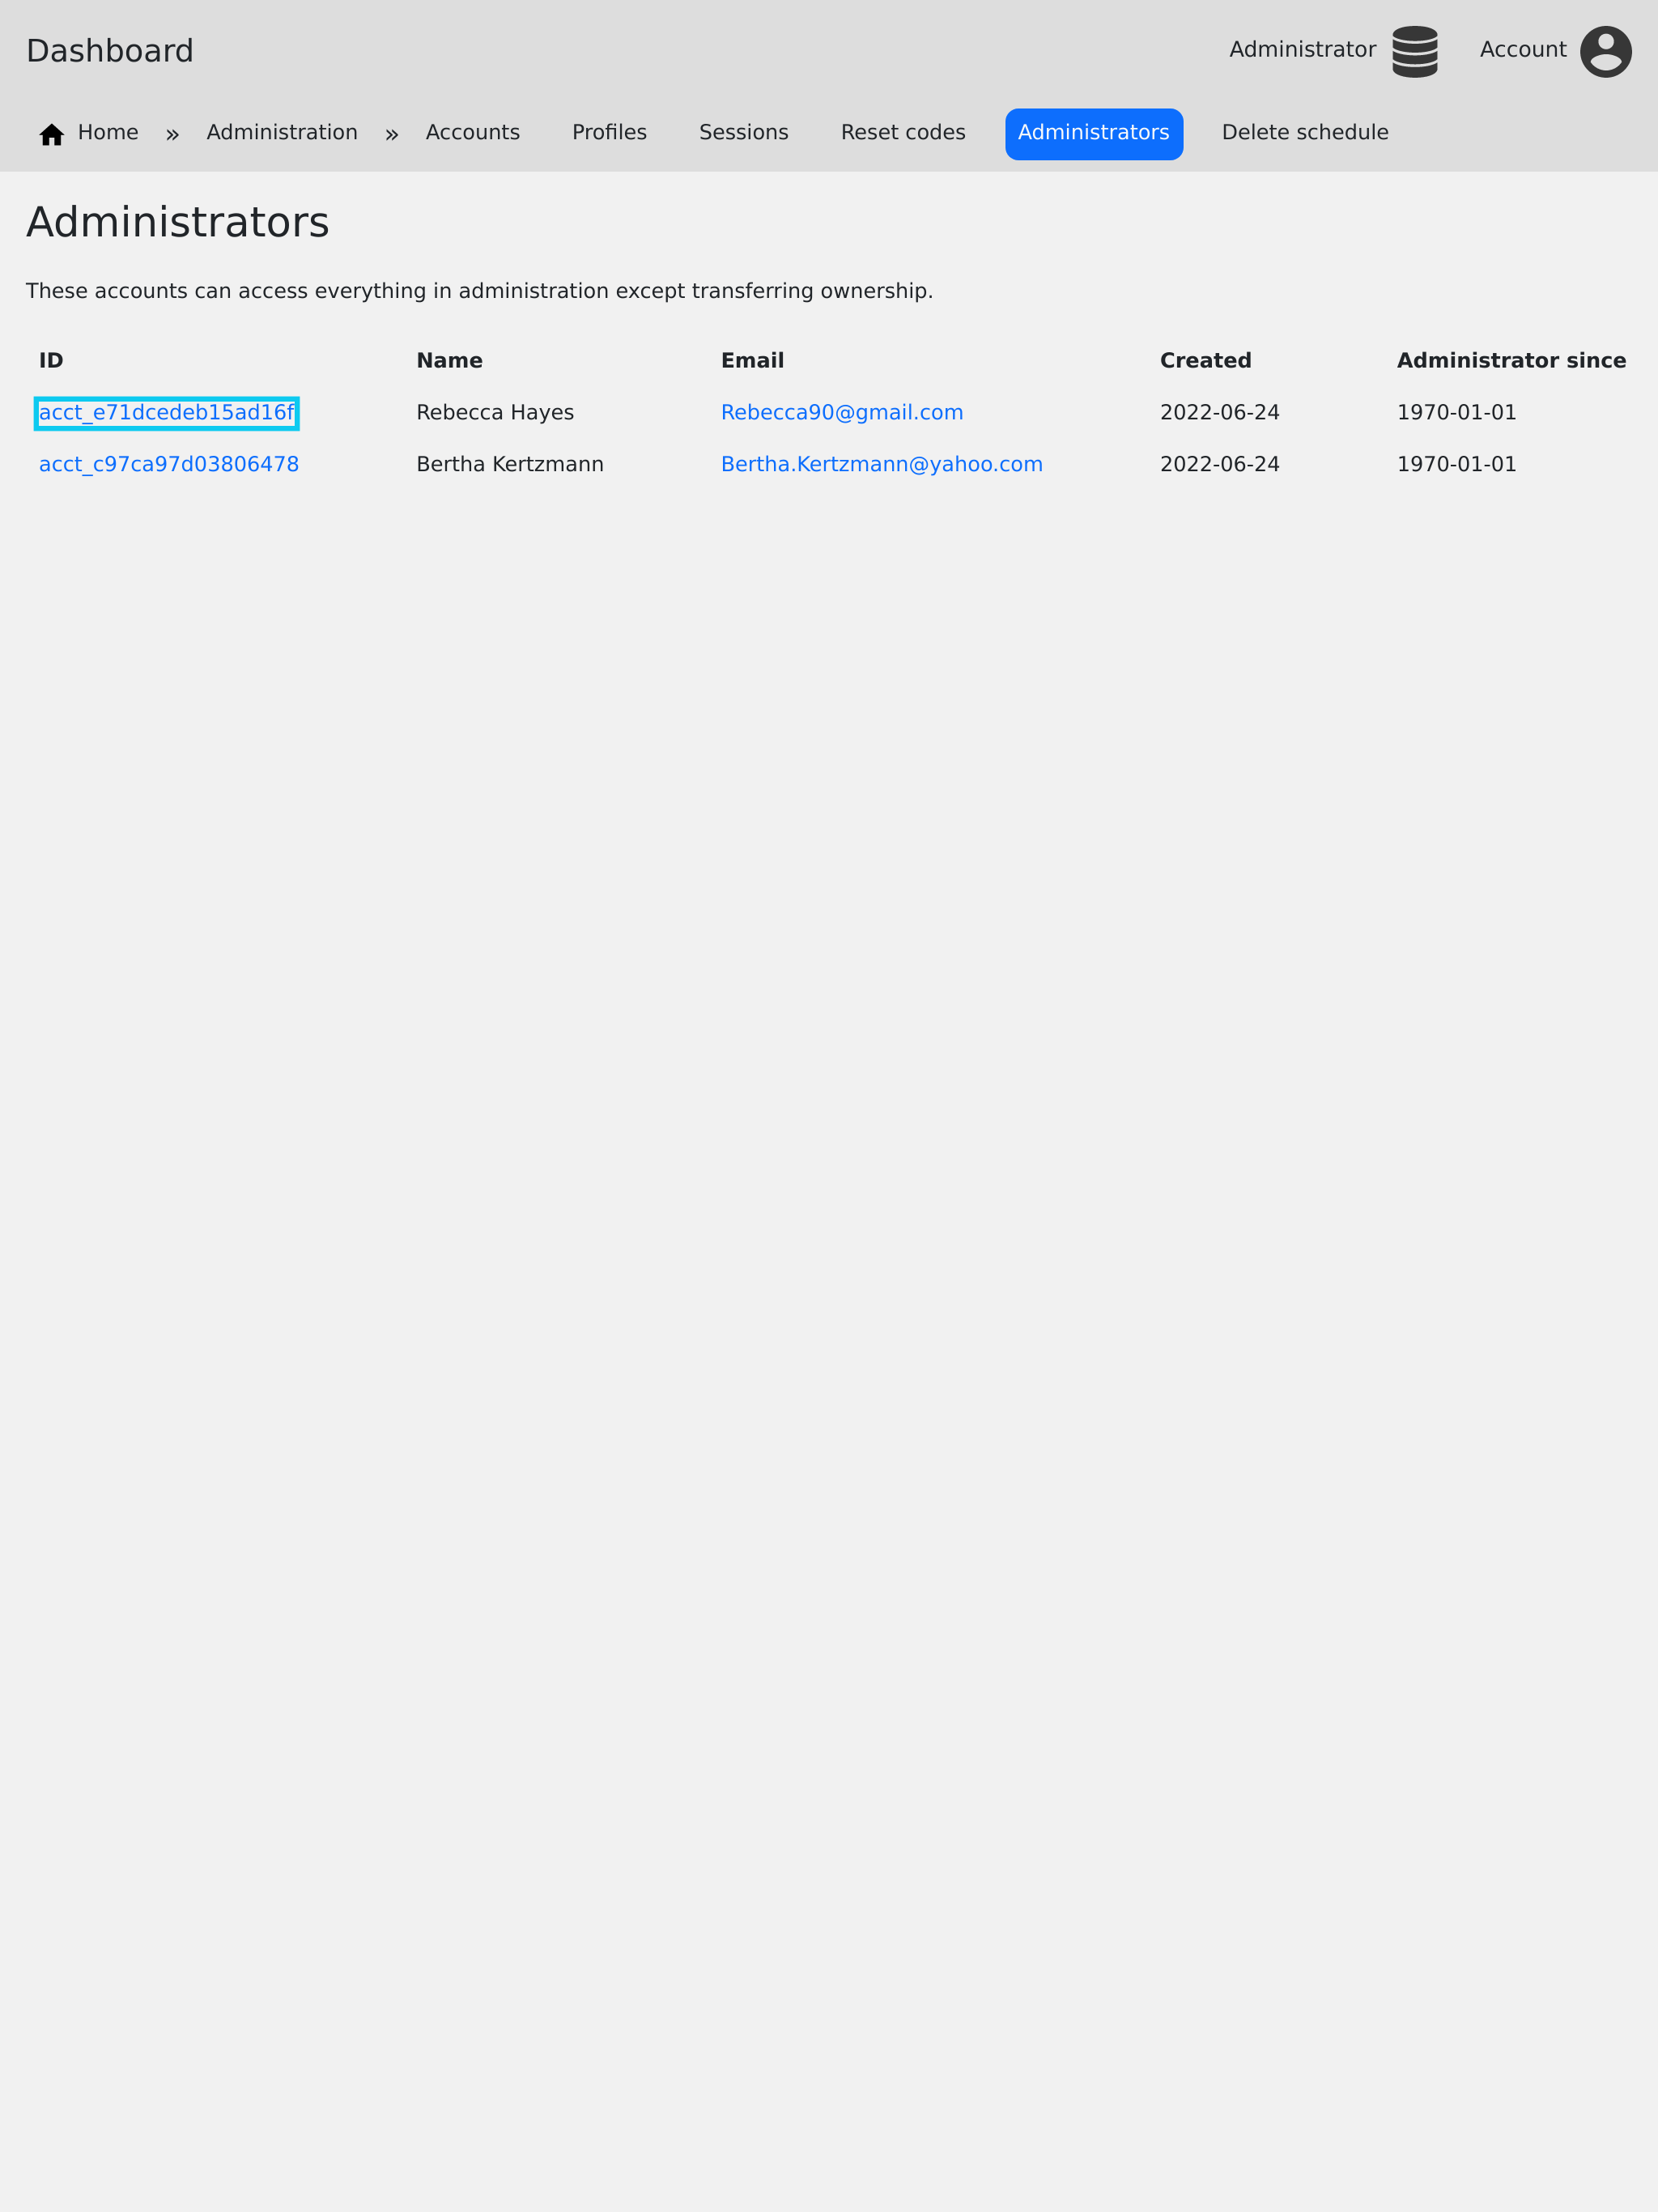 Dashboard
Administrator
Account
Home » Administration » Accounts Profiles Sessions Reset codes Administrators Delete schedule
Administrators
These accounts can access everything in administration except transferring ownership.
ID Name Email Created Administrator since
acct_e71dcedeb15ad16f Rebecca Hayes Rebecca90@gmail.com 2022-06-24 1970-01-01
acct_c97ca97d03806478 Bertha Kertzmann Bertha.Kertzmann@yahoo.com 2022-06-24 1970-01-01